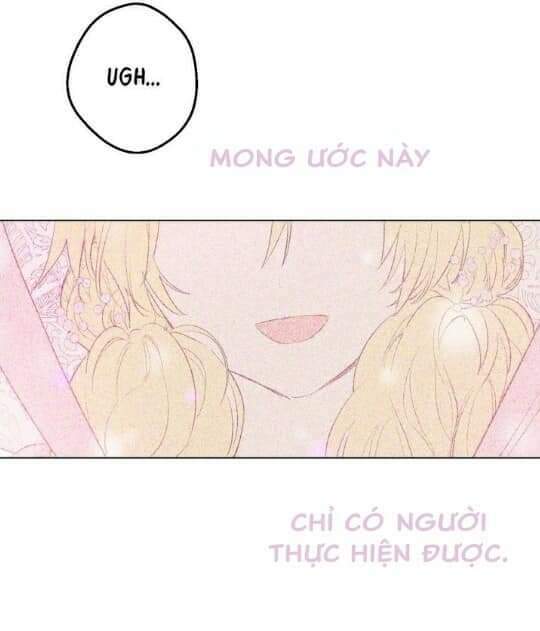 UGH...
MONG ƯỚC NÀY
CHỈ CÓ NGƯỜI
THỰC HIỆN ĐƯỢC.